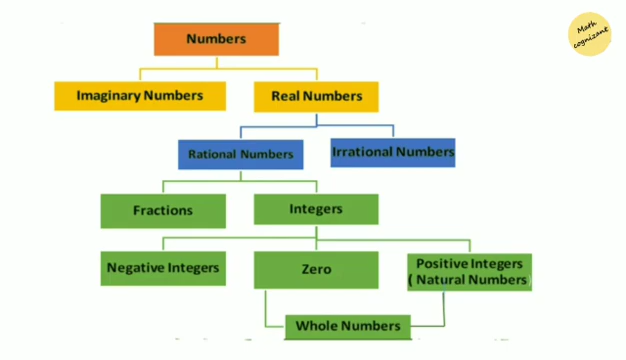 Math
cognizant
Numbers
Imaginary Numbers
Real Numbers
Rational Numbers
Irrational Numbers
Fractions
Integers
Negative Integers
Zero
Positive Integers
( Natural Numbers)
Whole Numbers